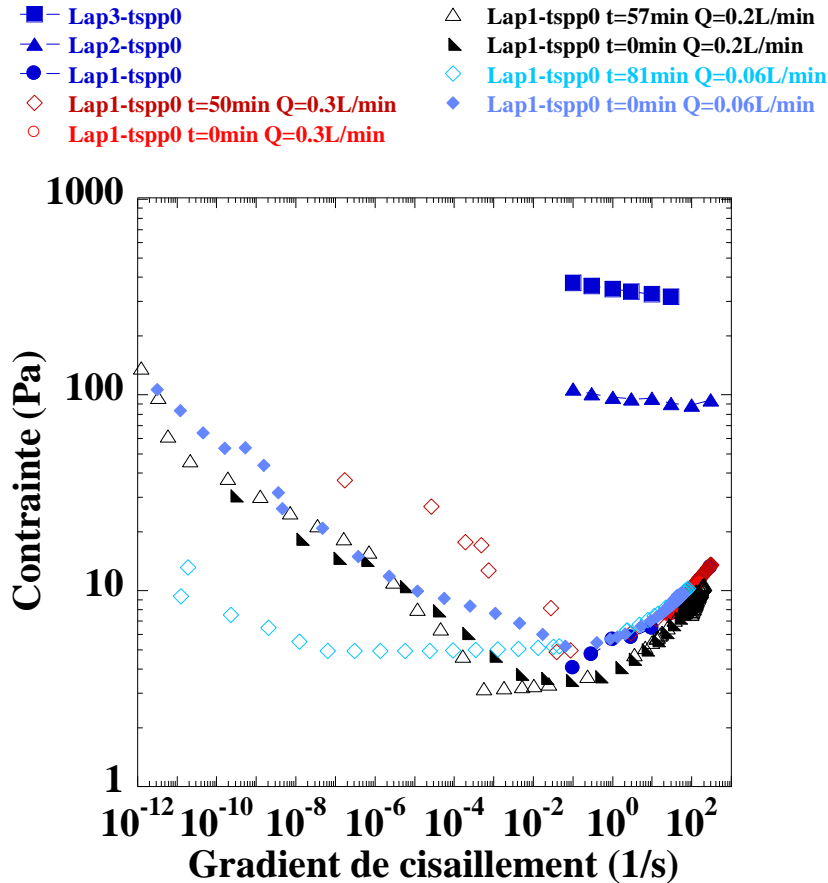 Lap3-tspp0
Lap2-tspp0
Lap1-tspp0
Lap1-tspp0 t=50min Q=0.3L/min
Lap1-tspp0 t=0min Q=0.3L/min
Lap1-tspp0 t=57min Q=0.2L/min
Lap1-tspp0 t=0min Q=0.2L/min
Lap1-tspp0 t=81min Q=0.06L/min
Lap1-tspp0 t=0min Q=0.06L/min
1000
100
10
1
Contrainte (Pa)
10^-12 10^-10 10^-8 10^-6 10^-4 10^-2 10^0 10^2
Gradient de cisaillement (1/s)